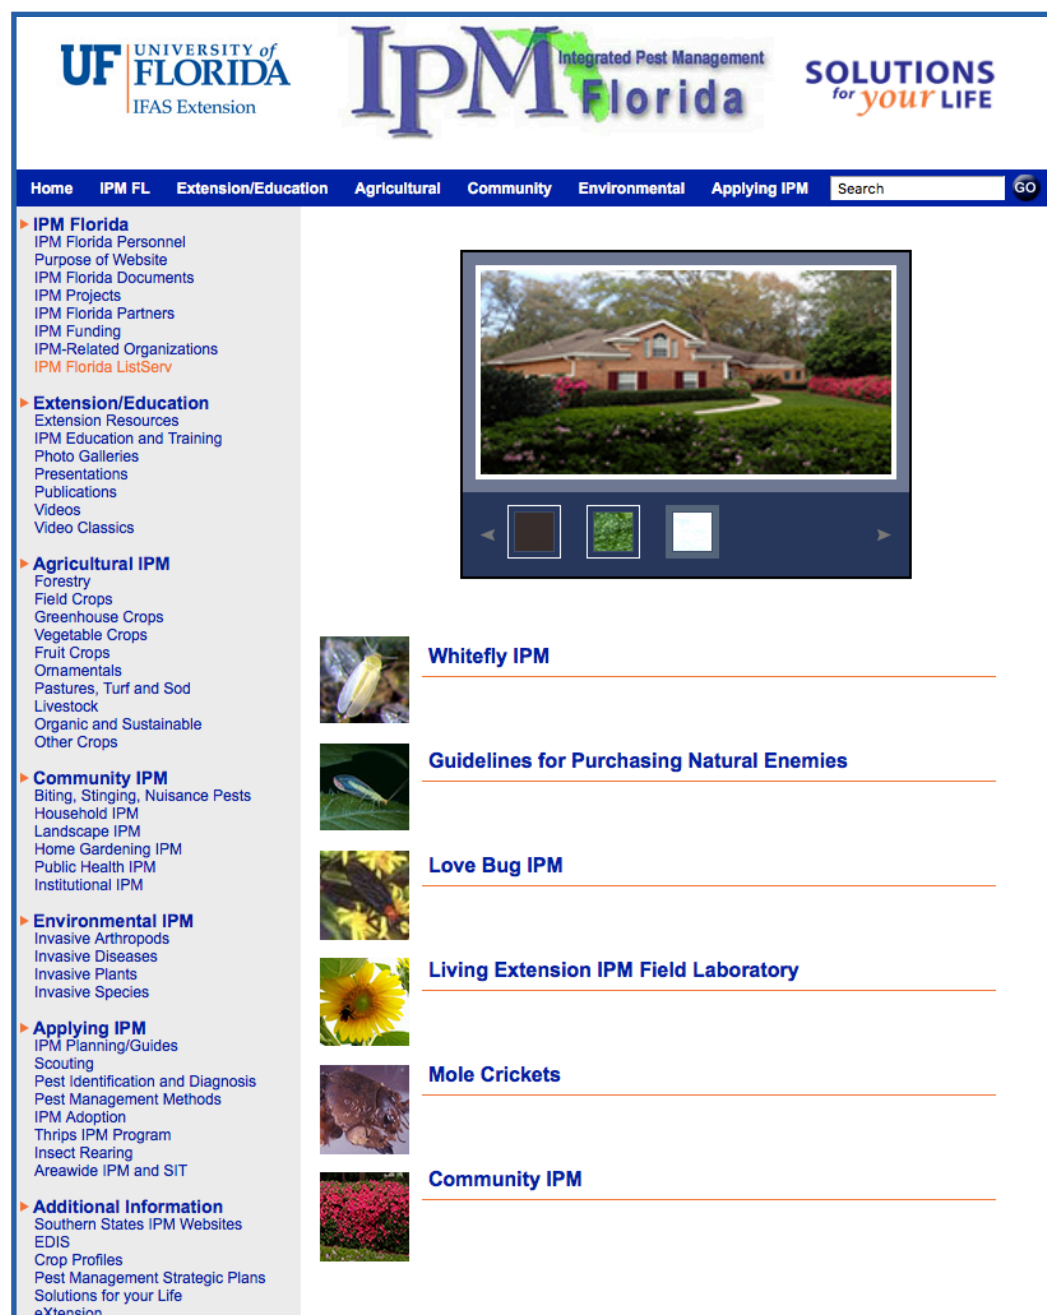 UF UNIVERSITY of
FLORIDA
IFAS Extension
IPM Integrated Pest Management
Florida
SOLUTIONS
for your LIFE
Home IPM FL Extension/Education Agricultural Community Environmental Applying IPM Search GO
IPM Florida
IPM Florida Personnel
Purpose of Website
IPM Florida Documents
IPM Projects
IPM Florida Partners
IPM Funding
IPM-Related Organizations
IPM Florida ListServ
Extension/Education
Extension Resources
IPM Education and Training
Photo Galleries
Presentations
Publications
Videos
Video Classics
Agricultural IPM
Forestry
Field Crops
Greenhouse Crops
Vegetable Crops
Fruit Crops
Ornamentals
Pastures, Turf and Sod
Livestock
Organic and Sustainable
Other Crops
Community IPM
Biting, Stinging, Nuisance Pests
Household IPM
Landscape IPM
Home Gardening IPM
Public Health IPM
Institutional IPM
Environmental IPM
Invasive Arthropods
Invasive Diseases
Invasive Plants
Invasive Species
Applying IPM
IPM Planning/Guides
Scouting
Pest Identification and Diagnosis
Pest Management Methods
IPM Adoption
Thrips IPM Program
Insect Rearing
Areawide IPM and SIT
Additional Information
Southern States IPM Websites
EDIS
Crop Profiles
Pest Management Strategic Plans
Solutions for your Life
eXtension
Whitefly IPM
Guidelines for Purchasing Natural Enemies
Love Bug IPM
Living Extension IPM Field Laboratory
Mole Crickets
Community IPM